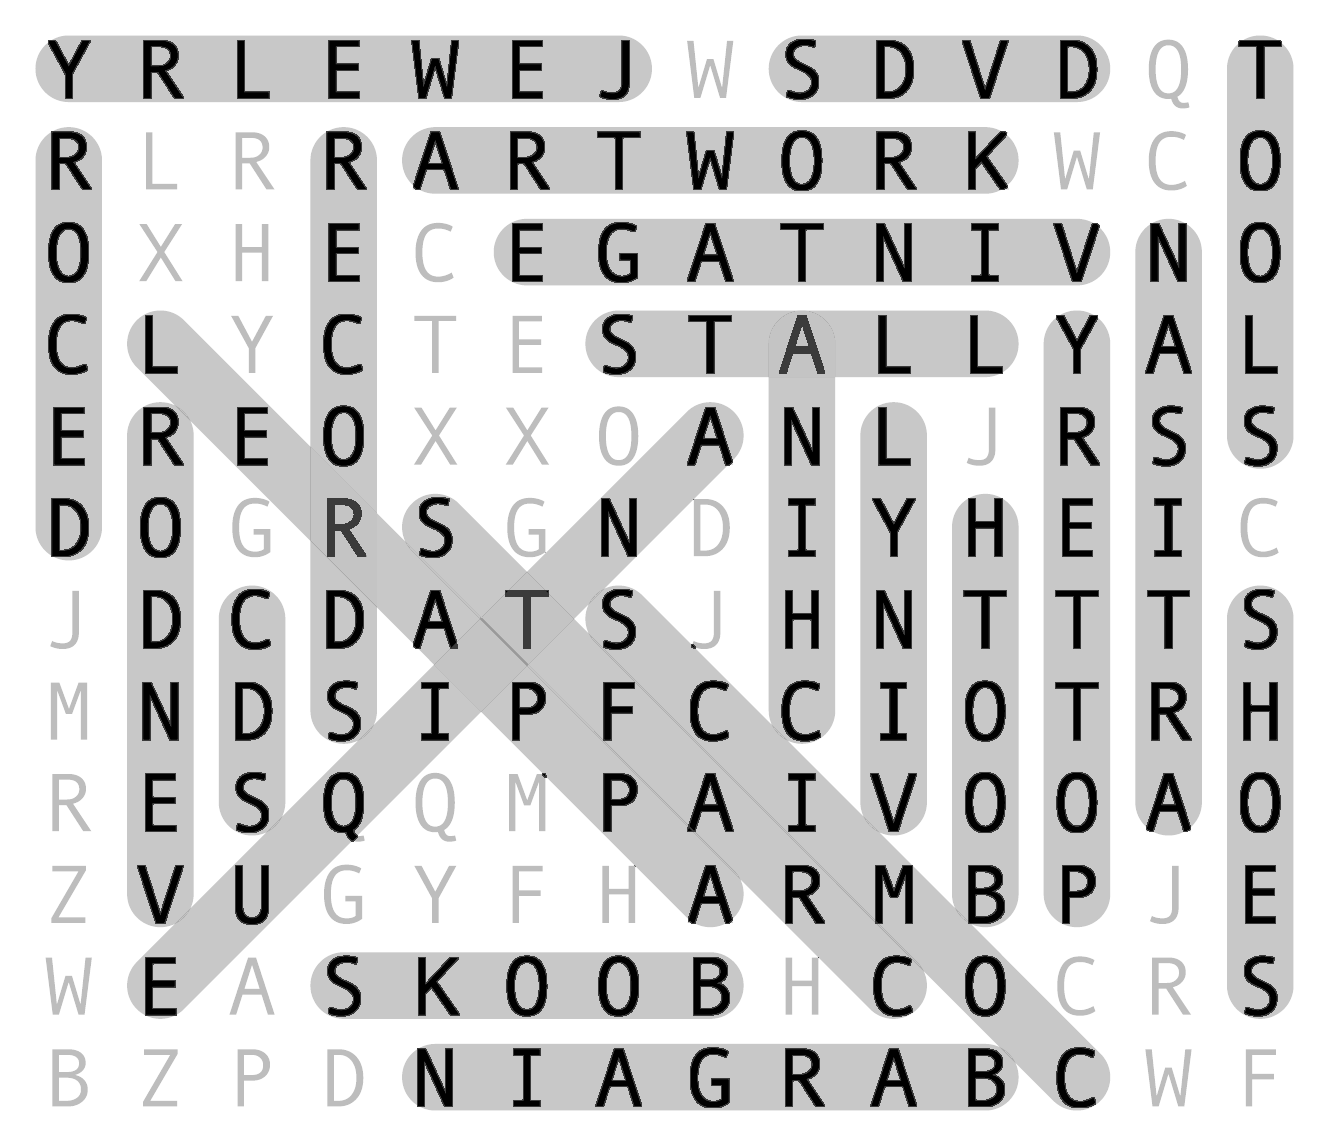 Y R L E W E J W S D V D Q T
R L R R A R T W O R K W C O
O X H E C E G A T N I V N O
C L Y C T E S T A L L Y A L
E R E O X X O A N L J R S S
D O G R S G N D I Y H E I C
J D C D A T S J H N T T T S
M N D S I P F C C I O T R H
R E S Q Q M P A I V O O A O
Z V U G Y F H A R M B P J E
W E A S K O O B H C O C R S
B Z P D N I A G R A B C W F